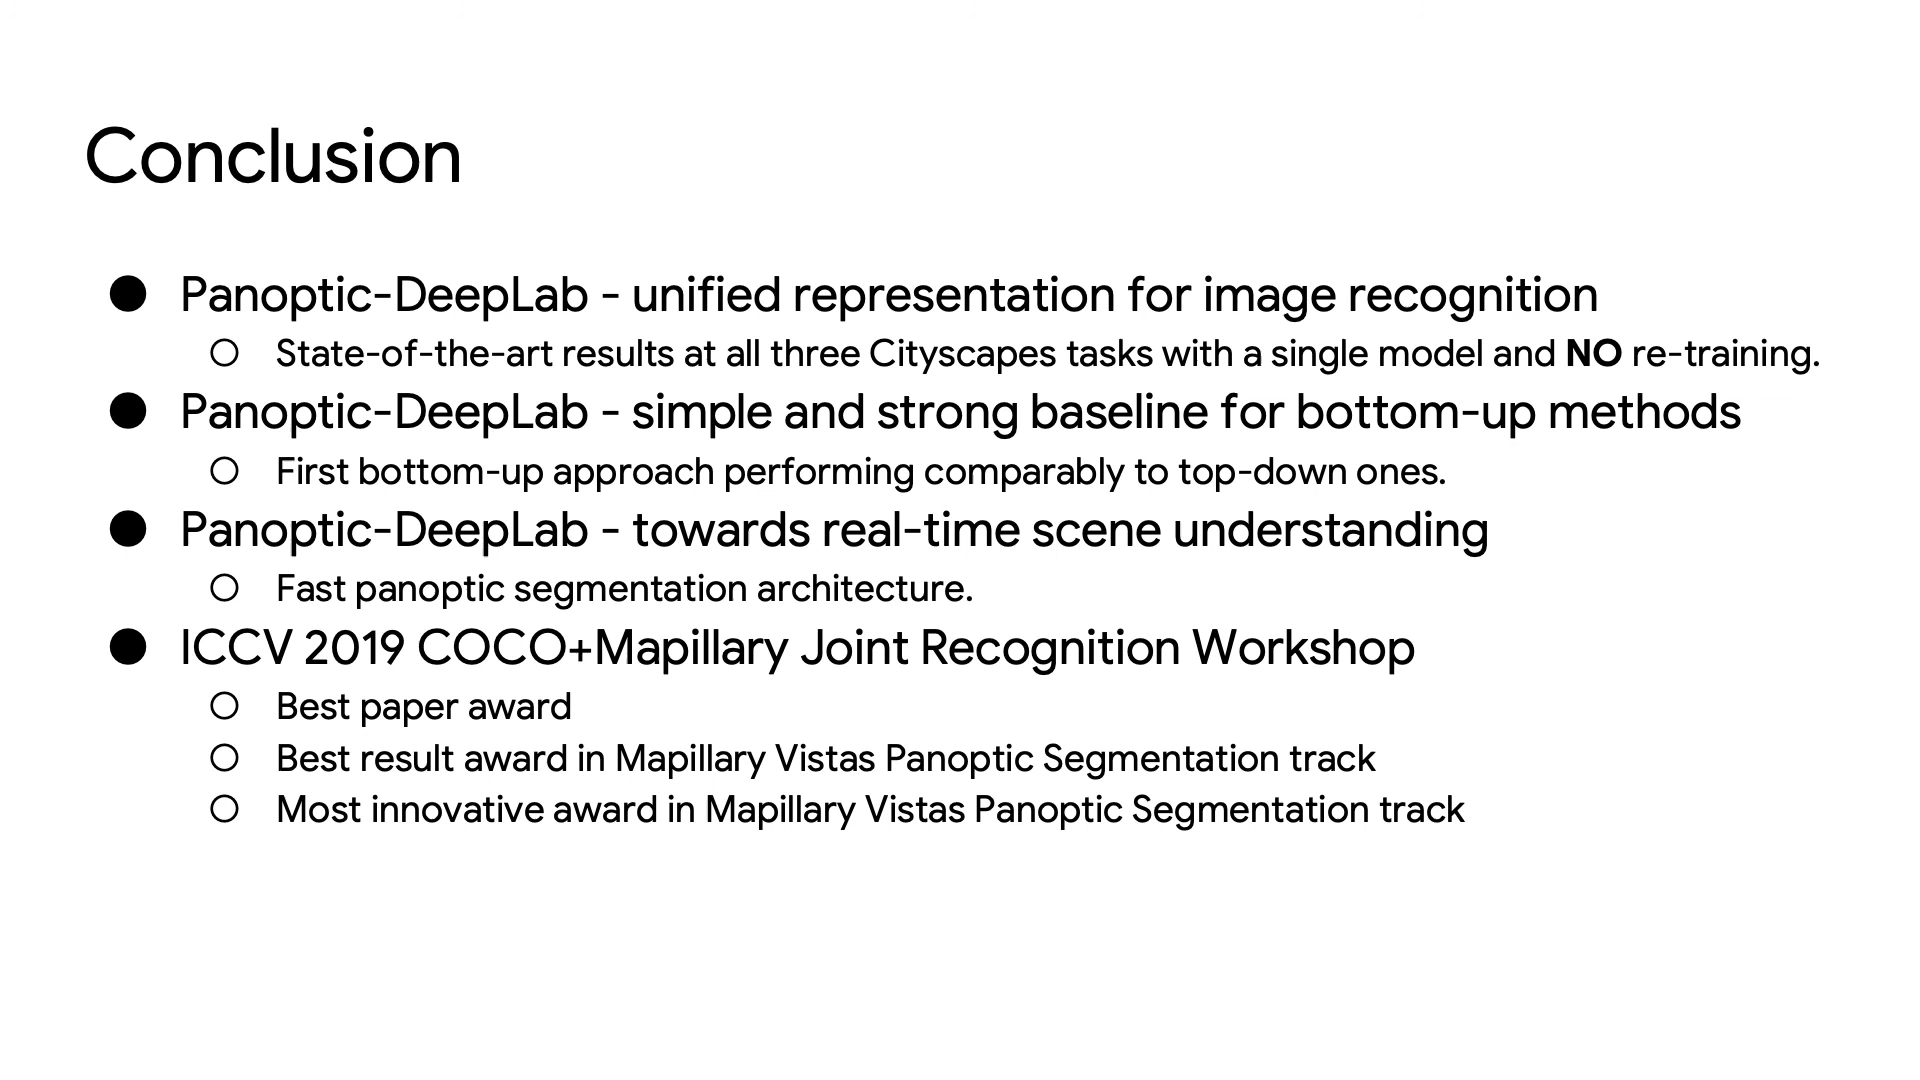 Conclusion
● Panoptic-DeepLab - unified representation for image recognition
○ State-of-the-art results at all three Cityscapes tasks with a single model and NO re-training.
● Panoptic-DeepLab - simple and strong baseline for bottom-up methods
○ First bottom-up approach performing comparably to top-down ones.
● Panoptic-DeepLab - towards real-time scene understanding
○ Fast panoptic segmentation architecture.
● ICCV 2019 COCO+Mapillary Joint Recognition Workshop
○ Best paper award
○ Best result award in Mapillary Vistas Panoptic Segmentation track
○ Most innovative award in Mapillary Vistas Panoptic Segmentation track